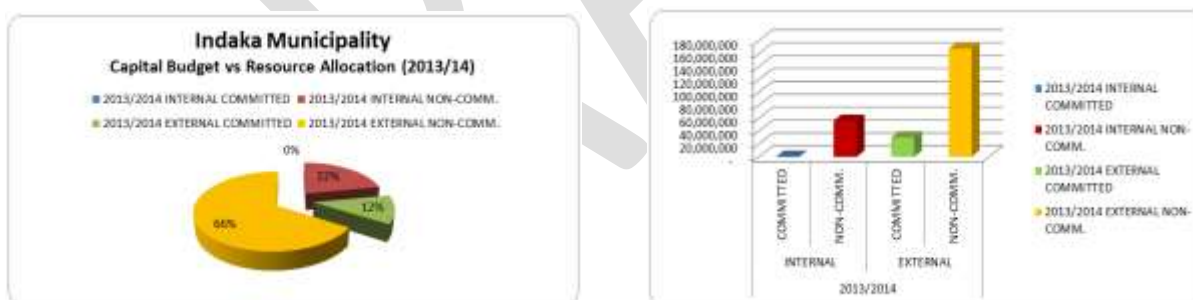 Indaka Municipality
Capital Budget vs Resource Allocation (2013/14)
2013/2014 INTERNAL COMMITTED 2013/2014 INTERNAL NON-COMM.
2013/2014 EXTERNAL COMMITTED 2013/2014 EXTERNAL NON-COMM.
0%
22%
12%
66%
180,000,000
160,000,000
140,000,000
120,000,000
100,000,000
80,000,000
60,000,000
40,000,000
20,000,000
-
COMMITTED
NON-COMM.
COMMITTED
NON-COMM.
INTERNAL EXTERNAL
2013/2014
2013/2014 INTERNAL
COMMITTED
2013/2014 INTERNAL NON-
COMM.
2013/2014 EXTERNAL
COMMITTED
2013/2014 EXTERNAL NON-
COMM.